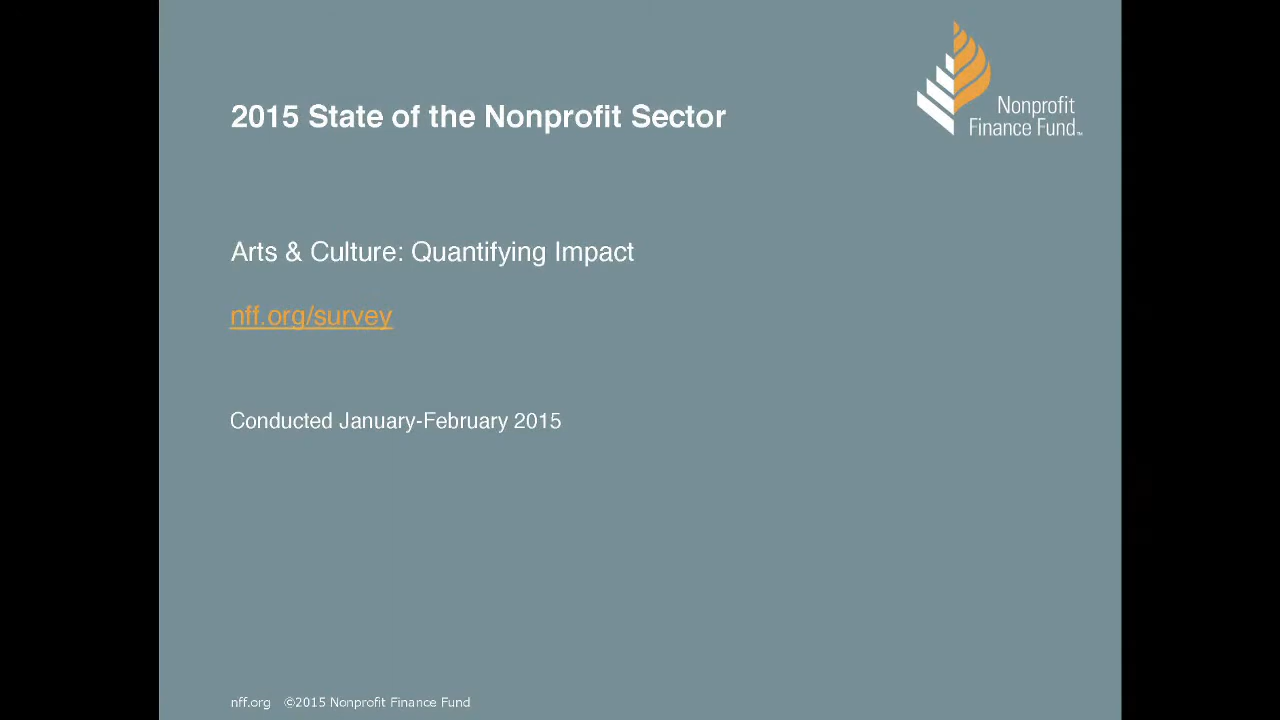 2015 State of the Nonprofit Sector
Nonprofit
Finance Fund™
Arts & Culture: Quantifying Impact
nff.org/survey
Conducted January-February 2015
nff.org ©2015 Nonprofit Finance Fund